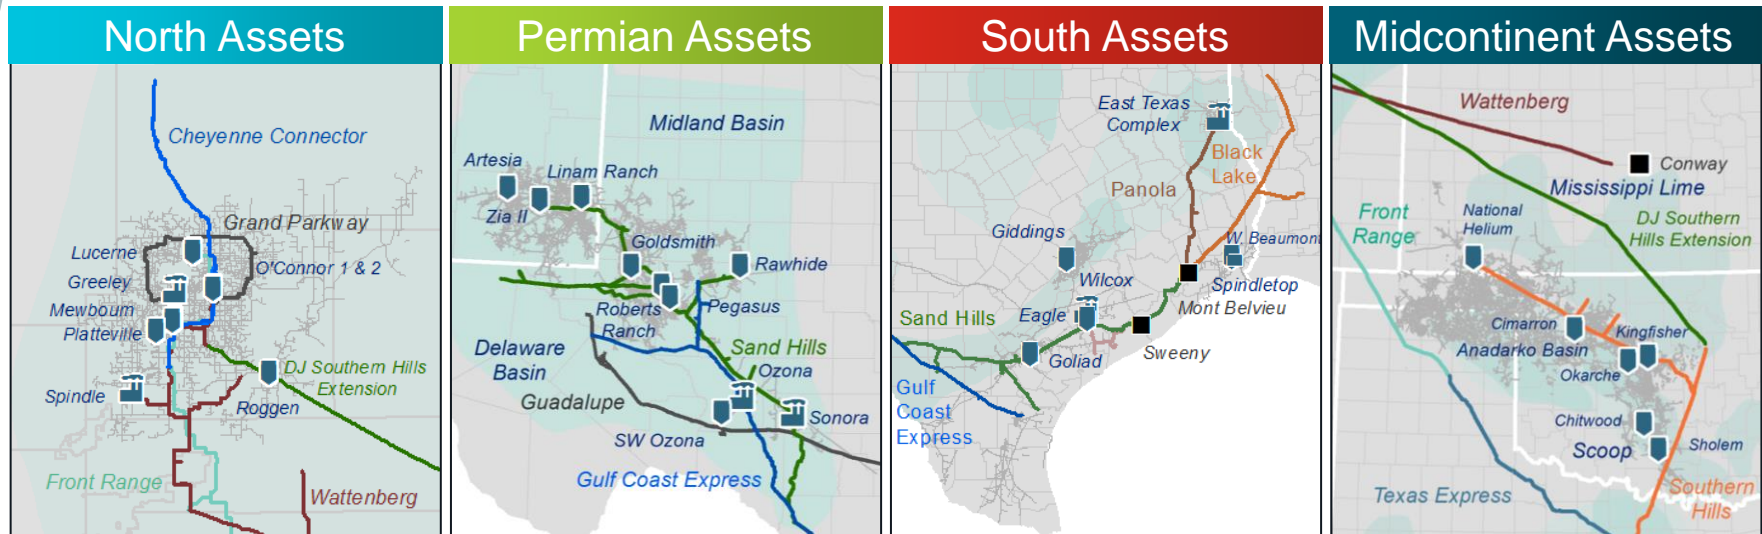 North Assets
Cheyenne Connector
Grand Parkway
Lucerne
O'Connor 1 & 2
Greeley
Mewbourn
Platteville
DJ Southern Hills
Extension
Spindle
Roggen
Front Range
Wattenberg
Permian Assets
Midland Basin
Artesia
Linam Ranch
Zia II
Goldsmith
Rawhide
Roberts
Ranch
Pegasus
Delaware
Basin
Sand Hills
Ozona
Guadalupe
Sonora
SW Ozona
Gulf Coast Express
South Assets
East Texas
Complex
Black
Lake
Panola
Giddings
W. Beaumont
Wilcox
Spindletop
Eagle
Mont Belvieu
Sand Hills
Sweeny
Goliad
Gulf
Coast
Express
Midcontinent Assets
Wattenberg
Conway
Mississippi Lime
Front
Range
National
Helium
DJ Southern
Hills Extension
Cimarron
Kingfisher
Anadarko Basin
Okarche
Chitwood
Scoop
Sholem
Texas Express
Southern
Hills